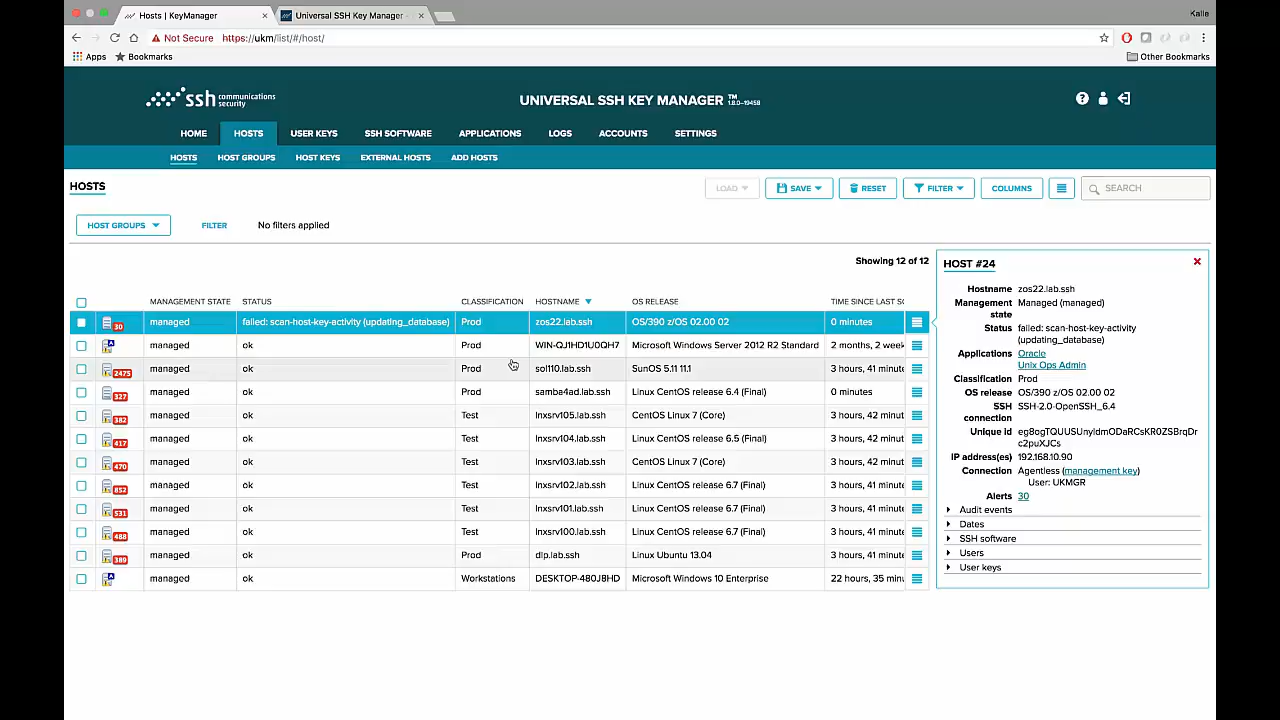 Hosts | KeyManager
Universal SSH Key Manager
Kalle
Not Secure https://ukm/list/#/host/
Apps Bookmarks Other Bookmarks
ssh communications security
UNIVERSAL SSH KEY MANAGER ™ 1.8.0-19458
HOME HOSTS USER KEYS SSH SOFTWARE APPLICATIONS LOGS ACCOUNTS SETTINGS
HOSTS HOST GROUPS HOST KEYS EXTERNAL HOSTS ADD HOSTS
HOSTS
LOAD SAVE RESET FILTER COLUMNS SEARCH
HOST GROUPS FILTER No filters applied
Showing 12 of 12
MANAGEMENT STATE STATUS CLASSIFICATION HOSTNAME OS RELEASE TIME SINCE LAST SC
30 managed failed: scan-host-key-activity (updating_database) Prod zos22.lab.ssh OS/390 z/OS 02.00 02 0 minutes
A managed ok Prod WIN-QJ1HD1U0QH7 Microsoft Windows Server 2012 R2 Standard 2 months, 2 week
2475 managed ok Prod sol110.lab.ssh SunOS 5.11 11.1 3 hours, 41 minute
327 managed ok Prod samba4ad.lab.ssh Linux CentOS release 6.4 (Final) 0 minutes
382 managed ok Test lnxsrv105.lab.ssh CentOS Linux 7 (Core) 3 hours, 42 minut
417 managed ok Test lnxsrv104.lab.ssh Linux CentOS release 6.5 (Final) 3 hours, 42 minut
470 managed ok Test lnxsrv103.lab.ssh CentOS Linux 7 (Core) 3 hours, 42 minut
852 managed ok Test lnxsrv102.lab.ssh Linux CentOS release 6.7 (Final) 3 hours, 41 minute
531 managed ok Test lnxsrv101.lab.ssh Linux CentOS release 6.7 (Final) 3 hours, 41 minute
488 managed ok Test lnxsrv100.lab.ssh Linux CentOS release 6.7 (Final) 3 hours, 41 minute
389 managed ok Prod dlp.lab.ssh Linux Ubuntu 13.04 3 hours, 41 minute
A managed ok Workstations DESKTOP-480J8HD Microsoft Windows 10 Enterprise 22 hours, 35 minu
HOST #24
Hostname zos22.lab.ssh
Management state Managed (managed)
Status failed: scan-host-key-activity
(updating_database)
Applications Oracle
Unix Ops Admin
Classification Prod
OS release OS/390 z/OS 02.00 02
SSH connection SSH-2.0-OpenSSH_6.4
Unique id eg8ogTQUUSUnyldmODaRCsKR0ZSBrqDr
c2puXJCs
IP address(es) 192.168.10.90
Connection Agentless (management key)
User: UKMGR
Alerts 30
Audit events
Dates
SSH software
Users
User keys